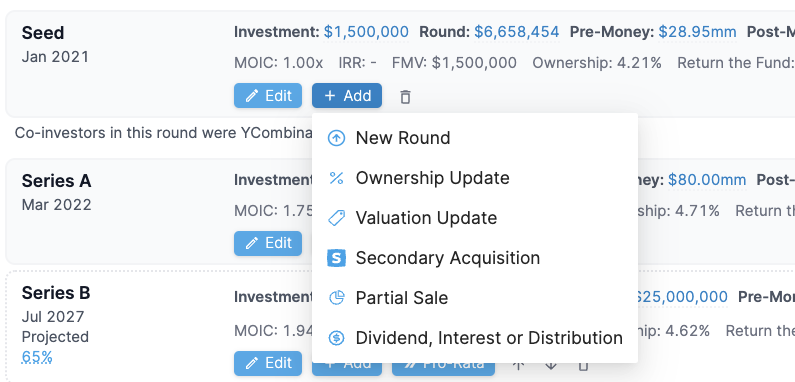 Seed
Jan 2021
Investment: $1,500,000 Round: $6,658,454 Pre-Money: $28.95mm Post-M
MOIC: 1.00x IRR: - FMV: $1,500,000 Ownership: 4.21% Return the Fund:
Edit + Add
Co-investors in this round were YCombina
New Round
Ownership Update
Valuation Update
S Secondary Acquisition
Partial Sale
Dividend, Interest or Distribution
Series A
Mar 2022
Investment ney: $80.00mm Post-
MOIC: 1.75 ship: 4.71% Return t
Edit
Series B
Jul 2027
Projected
65%
Investment $25,000,000 Pre-Mo
MOIC: 1.94 ip: 4.62% Return the
Edit + Add Pro-Rata